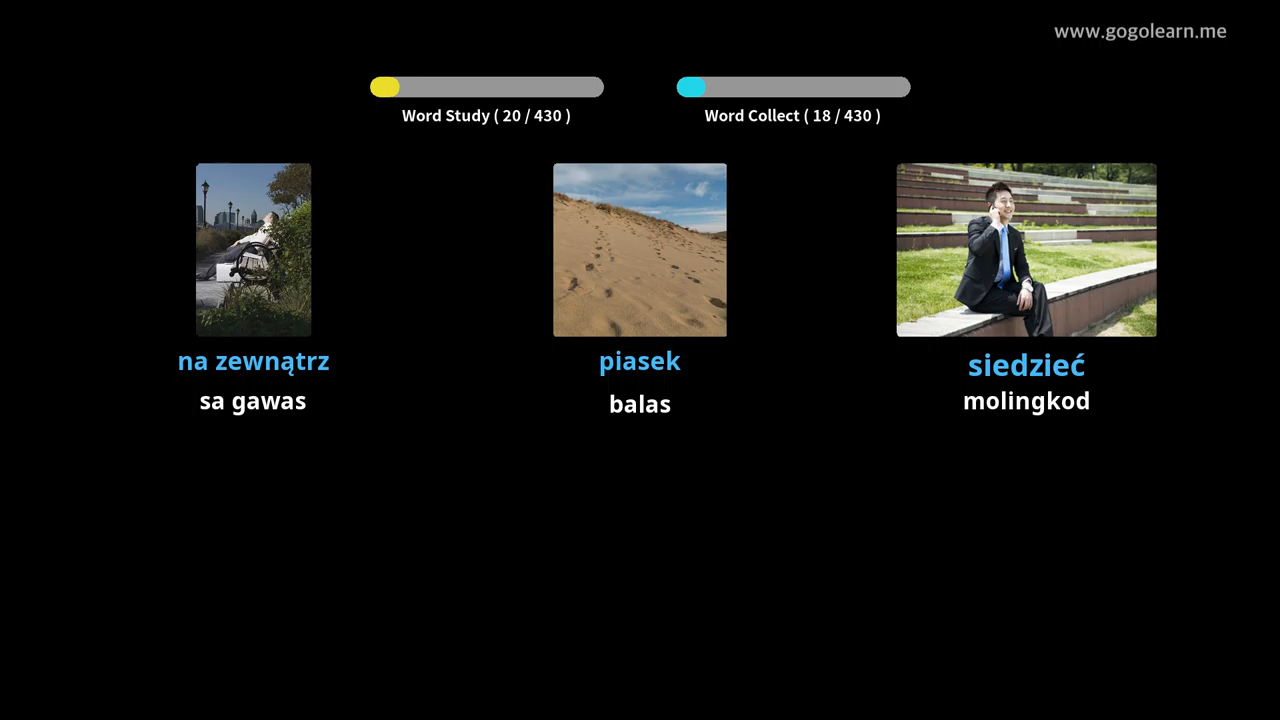 www.gogolearn.me
Word Study ( 20 / 430 )
Word Collect ( 18 / 430 )
na zewnątrz
piasek
siedzieć
sa gawas
balas
molingkod